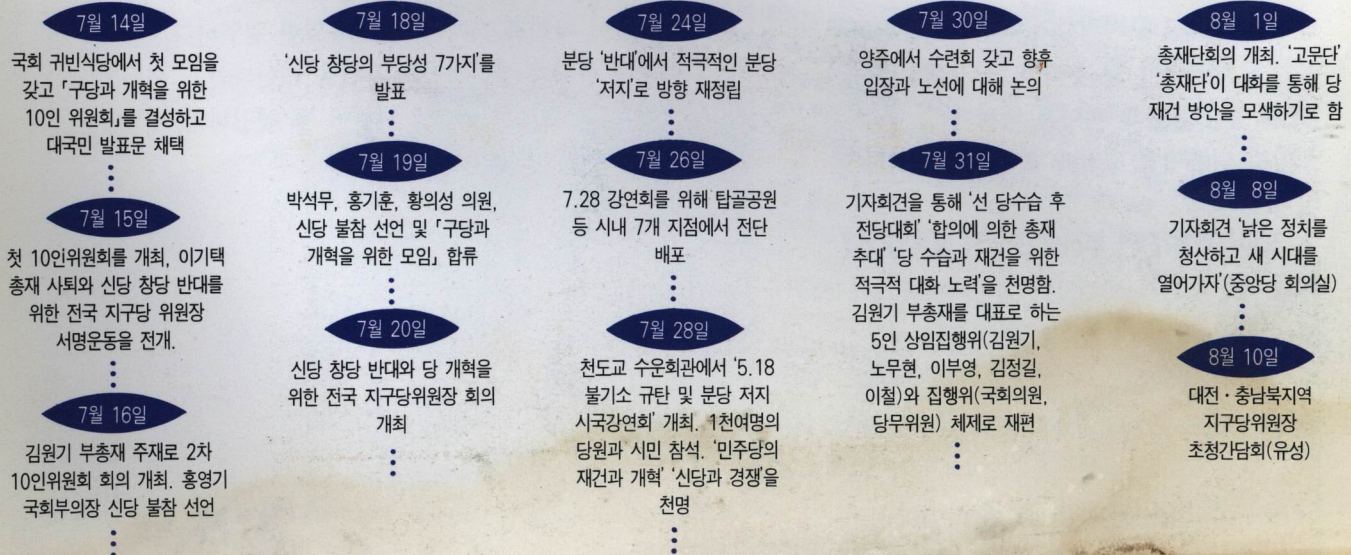 7월 14일
국회 귀빈식당에서 첫 모임을
갖고 「구당과 개혁을 위한
10인 위원회」를 결성하고
대국민 발표문 채택
7월 15일
첫 10인위원회를 개최, 이기택
총재 사퇴와 신당 창당 반대를
위한 전국 지구당 위원장
서명운동을 전개.
7월 16일
김원기 부총재 주재로 2차
10인위원회 회의 개최. 홍영기
국회부의장 신당 불참 선언
7월 18일
'신당 창당의 부당성 7가지'를
발표
7월 19일
박석무, 홍기훈, 황의성 의원,
신당 불참 선언 및 「구당과
개혁을 위한 모임」 합류
7월 20일
신당 창당 반대와 당 개혁을
위한 전국 지구당위원장 회의
개최
7월 24일
분당 '반대'에서 적극적인 분당
'저지'로 방향 재정립
7월 26일
7.28 강연회를 위해 탑골공원
등 시내 7개 지점에서 전단
배포
7월 28일
천도교 수운회관에서 '5.18
불기소 규탄 및 분당 저지
시국강연회' 개최. 1천여명의
당원과 시민 참석. '민주당의
재건과 개혁' '신당과 경쟁'을
천명
7월 30일
양주에서 수련회 갖고 향후
입장과 노선에 대해 논의
7월 31일
기자회견을 통해 '선 당수습 후
전당대회' '합의에 의한 총재
추대' '당 수습과 재건을 위한
적극적 대화 노력'을 천명함.
김원기 부총재를 대표로 하는
5인 상임집행위(김원기,
노무현, 이부영, 김정길,
이철)와 집행위(국회의원,
당무위원) 체제로 재편
8월 1일
총재단회의 개최. '고문단'
'총재단'이 대화를 통해 당
재건 방안을 모색하기로 함
8월 8일
기자회견 '낡은 정치를
청산하고 새 시대를
열어가자'(중앙당 회의실)
8월 10일
대전·충남북지역
지구당위원장
초청간담회(유성)